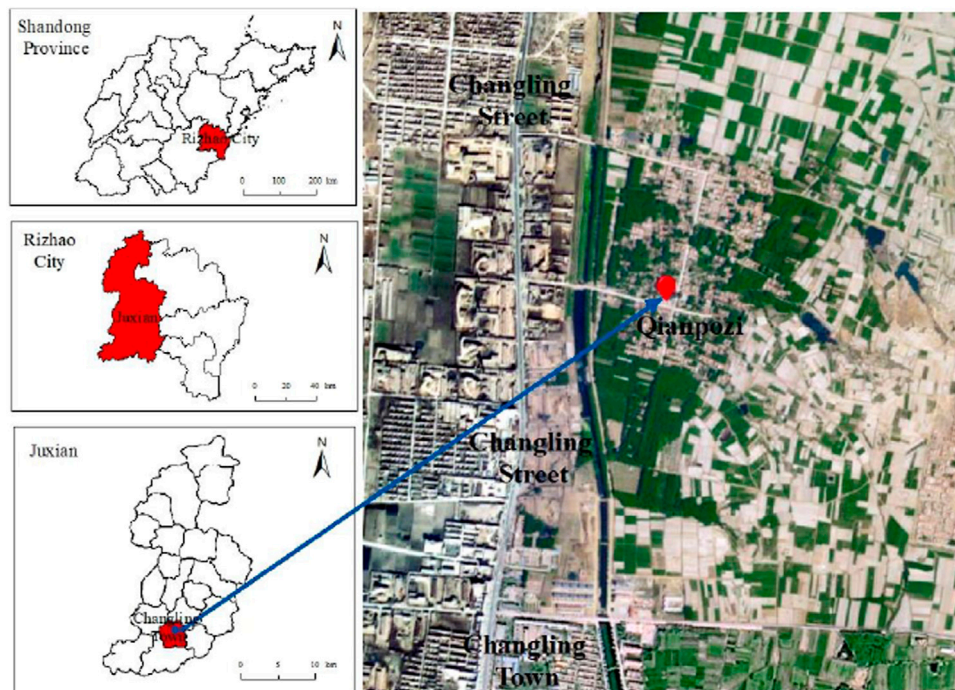 Shandong
Province
N
Rizhao City
0 100 200
km
Rizhao
City
N
Juxian
0 20 40
km
Juxian
N
Changling
Town
0 5 10
km
Changling
Street
Qianpozi
Changling
Street
Changling
Town
A